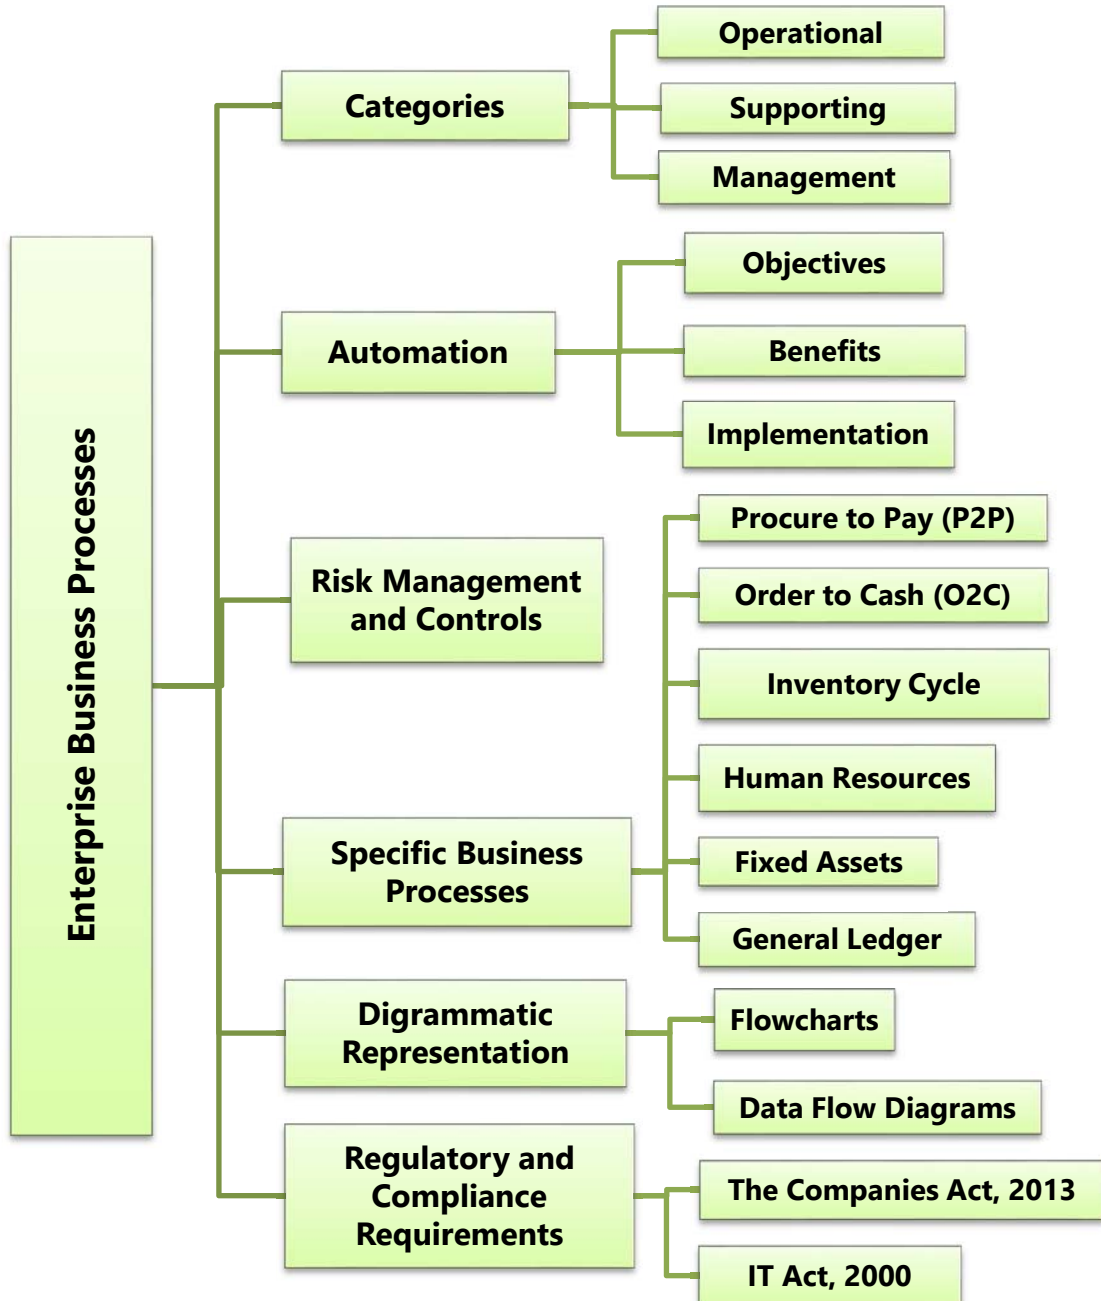 Enterprise Business Processes
Categories
Operational
Supporting
Management
Automation
Objectives
Benefits
Implementation
Risk Management
and Controls
Specific Business
Processes
Procure to Pay (P2P)
Order to Cash (O2C)
Inventory Cycle
Human Resources
Fixed Assets
General Ledger
Digrammatic
Representation
Flowcharts
Data Flow Diagrams
Regulatory and
Compliance
Requirements
The Companies Act, 2013
IT Act, 2000